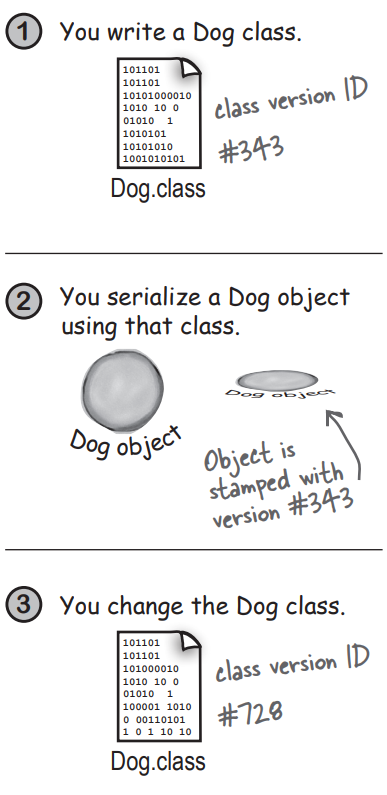 1 You write a Dog class.
101101
101101
10101000010
1010 10 0
01010 1
1010101
10101010
1001010101
class version ID
#343
Dog.class
2 You serialize a Dog object
using that class.
Dog object
Dog object
Object is
stamped with
version #343
3 You change the Dog class.
101101
101101
101000010
1010 10 0
01010 1
100001 1010
0 00110101
1 0 1 10 10
class version ID
#728
Dog.class